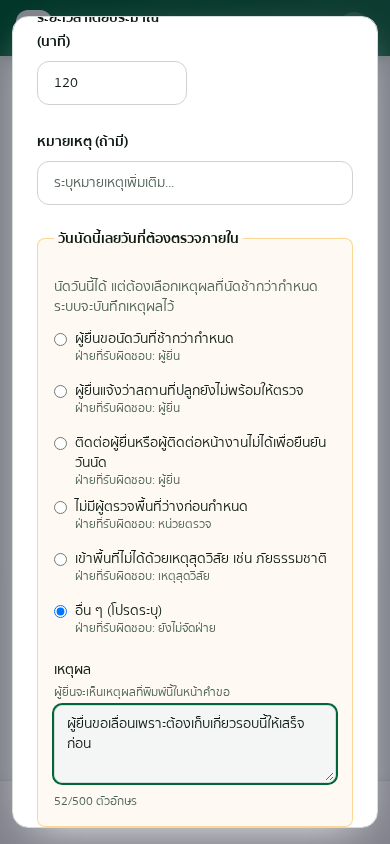 ระยะเวลาโดยประมาณ
(นาที)
120
หมายเหตุ (ถ้ามี)
ระบุหมายเหตุเพิ่มเติม...
วันนัดนี้เลยวันที่ต้องตรวจภายใน
นัดวันนี้ได้ แต่ต้องเลือกเหตุผลที่นัดช้ากว่ากำหนด
ระบบจะบันทึกเหตุผลไว้
ผู้ยื่นขอนัดวันที่ช้ากว่ากำหนด
ฝ่ายที่รับผิดชอบ: ผู้ยื่น
ผู้ยื่นแจ้งว่าสถานที่ปลูกยังไม่พร้อมให้ตรวจ
ฝ่ายที่รับผิดชอบ: ผู้ยื่น
ติดต่อผู้ยื่นหรือผู้ติดต่อหน้างานไม่ได้เพื่อยืนยัน
วันนัด
ฝ่ายที่รับผิดชอบ: ผู้ยื่น
ไม่มีผู้ตรวจพื้นที่ว่างก่อนกำหนด
ฝ่ายที่รับผิดชอบ: หน่วยตรวจ
เข้าพื้นที่ไม่ได้ด้วยเหตุสุดวิสัย เช่น ภัยธรรมชาติ
ฝ่ายที่รับผิดชอบ: เหตุสุดวิสัย
อื่น ๆ (โปรดระบุ)
ฝ่ายที่รับผิดชอบ: ยังไม่จัดฝ่าย
เหตุผล
ผู้ยื่นจะเห็นเหตุผลที่พิมพ์นี้ในหน้าคำขอ
ผู้ยื่นขอเลื่อนเพราะต้องเก็บเกี่ยวรอบนี้ให้เสร็จ
ก่อน
52/500 ตัวอักษร